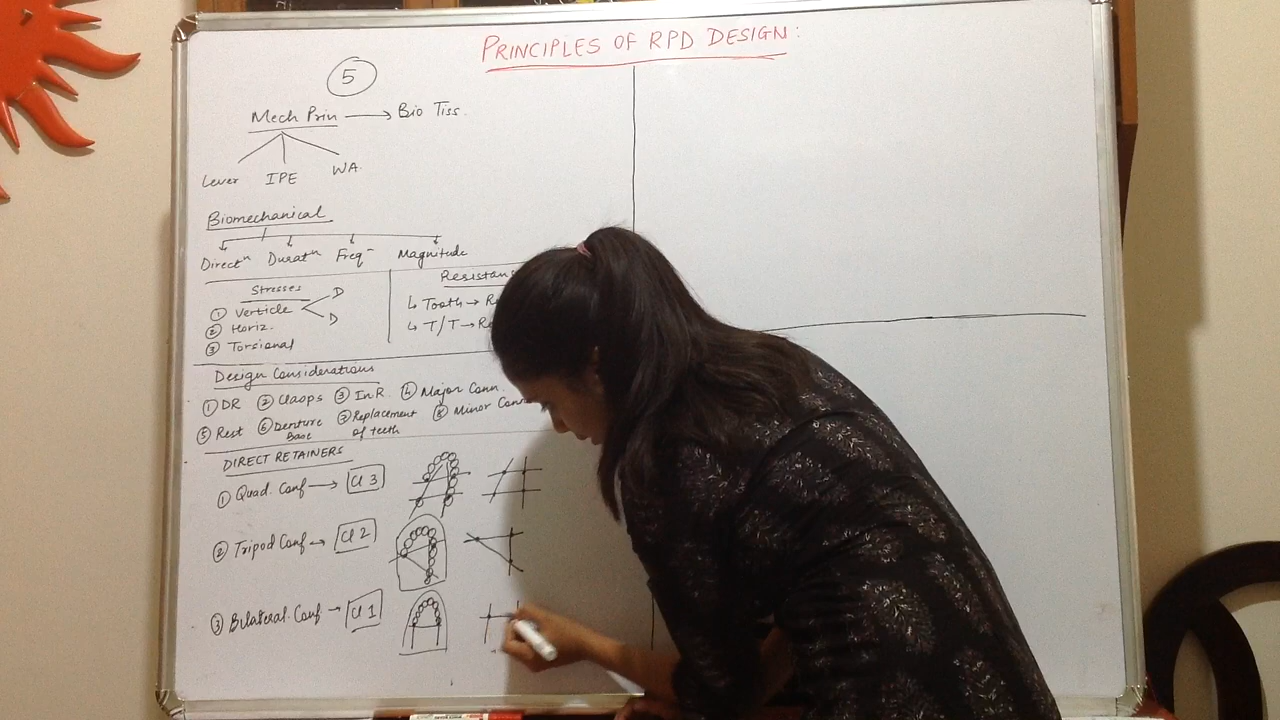 PRINCIPLES OF RPD DESIGN:
5
Mech Prin → Bio Tiss.
Lever IPE WA.
Biomechanical
Directⁿ Duratⁿ Freqⁿ Magnitude
Stresses
① Verticle D
D
② Horiz.
③ Torsional
Resistan
↳ Tooth → R
↳ T/T → Re
Design Considerations
① DR ② Clasps ③ In.R. ④ Major Conn.
⑤ Rest ⑥ Denture Base ⑦ Replacement of teeth ⑧ Minor Conn
DIRECT RETAINERS
① Quad. Conf → Cl 3
② Tripod Conf → Cl 2
③ Bilateral. Conf → Cl 1